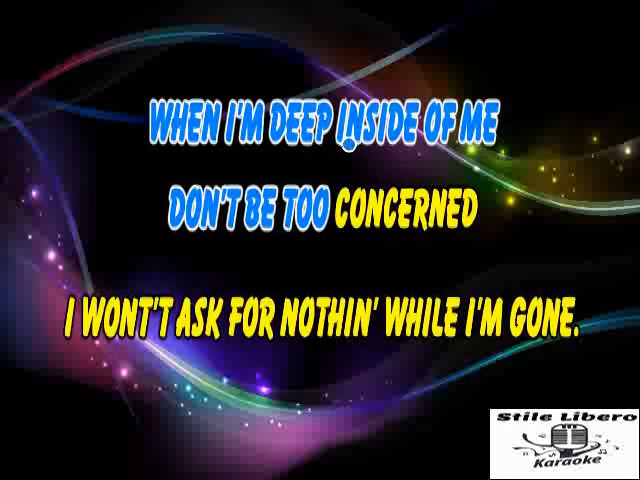 WHEN I'M DEEP INSIDE OF ME
DON'T BE TOO CONCERNED
I WONT'T ASK FOR NOTHIN' WHILE I'M GONE.
Stile Libero
Karaoke